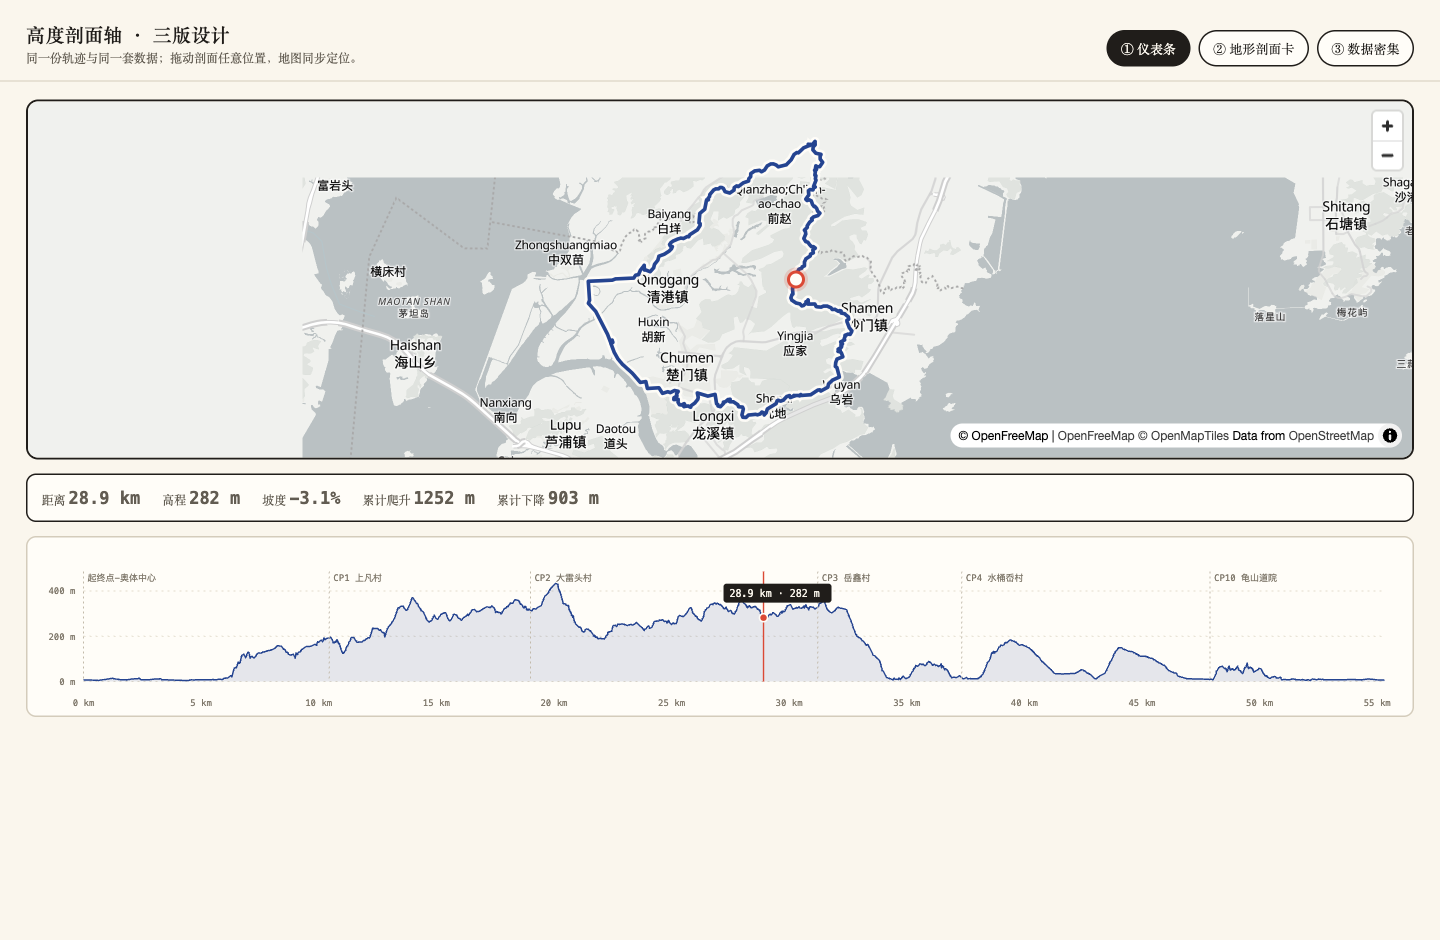 高度剖面轴 · 三版设计
同一份轨迹与同一套数据；拖动剖面任意位置，地图同步定位。
① 仪表条
② 地形剖面卡
③ 数据密集
富岩头
Baiyang
白垟
ao-chao
前赵
Zhongshuangmiao
中双苗
横床村
MAOTAN SHAN
茅坦岛
Qinggang
清港镇
Huxin
胡新
Haishan
海山乡
Chumen
楚门镇
Yingjia
应家
Shamen
沙门镇
Nanxiang
南向
Lupu
芦浦镇
Daotou
道头
Longxi
龙溪镇
乌岩
Shitang
石塘镇
落星山
梅花屿
© OpenFreeMap | OpenFreeMap © OpenMapTiles Data from OpenStreetMap
距离 28.9 km 高程 282 m 坡度 −3.1% 累计爬升 1252 m 累计下降 903 m
起终点—奥体中心
CP1 上凡村
CP2 大雷头村
CP3 岳鑫村
CP4 水桶岙村
CP10 龟山道院
28.9 km · 282 m
400 m
200 m
0 m
0 km 5 km 10 km 15 km 20 km 25 km 30 km 35 km 40 km 45 km 50 km 55 km